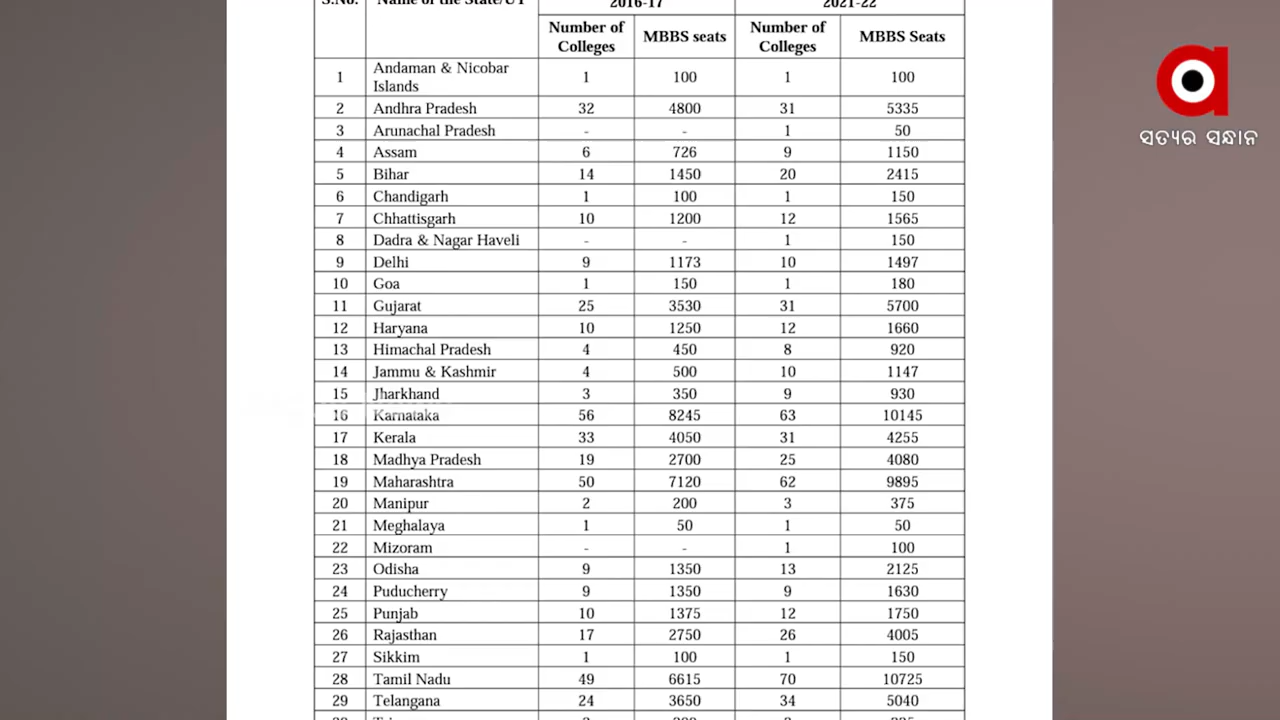 S.No. Name of the State/UT 2016-17 2021-22
Number of Colleges MBBS seats Number of Colleges MBBS Seats
1 Andaman & Nicobar Islands 1 100 1 100
2 Andhra Pradesh 32 4800 31 5335
3 Arunachal Pradesh - - 1 50
4 Assam 6 726 9 1150
5 Bihar 14 1450 20 2415
6 Chandigarh 1 100 1 150
7 Chhattisgarh 10 1200 12 1565
8 Dadra & Nagar Haveli - - 1 150
9 Delhi 9 1173 10 1497
10 Goa 1 150 1 180
11 Gujarat 25 3530 31 5700
12 Haryana 10 1250 12 1660
13 Himachal Pradesh 4 450 8 920
14 Jammu & Kashmir 4 500 10 1147
15 Jharkhand 3 350 9 930
16 Karnataka 56 8245 63 10145
17 Kerala 33 4050 31 4255
18 Madhya Pradesh 19 2700 25 4080
19 Maharashtra 50 7120 62 9895
20 Manipur 2 200 3 375
21 Meghalaya 1 50 1 50
22 Mizoram - - 1 100
23 Odisha 9 1350 13 2125
24 Puducherry 9 1350 9 1630
25 Punjab 10 1375 12 1750
26 Rajasthan 17 2750 26 4005
27 Sikkim 1 100 1 150
28 Tamil Nadu 49 6615 70 10725
29 Telangana 24 3650 34 5040
ସତ୍ୟର ସନ୍ଧାନ